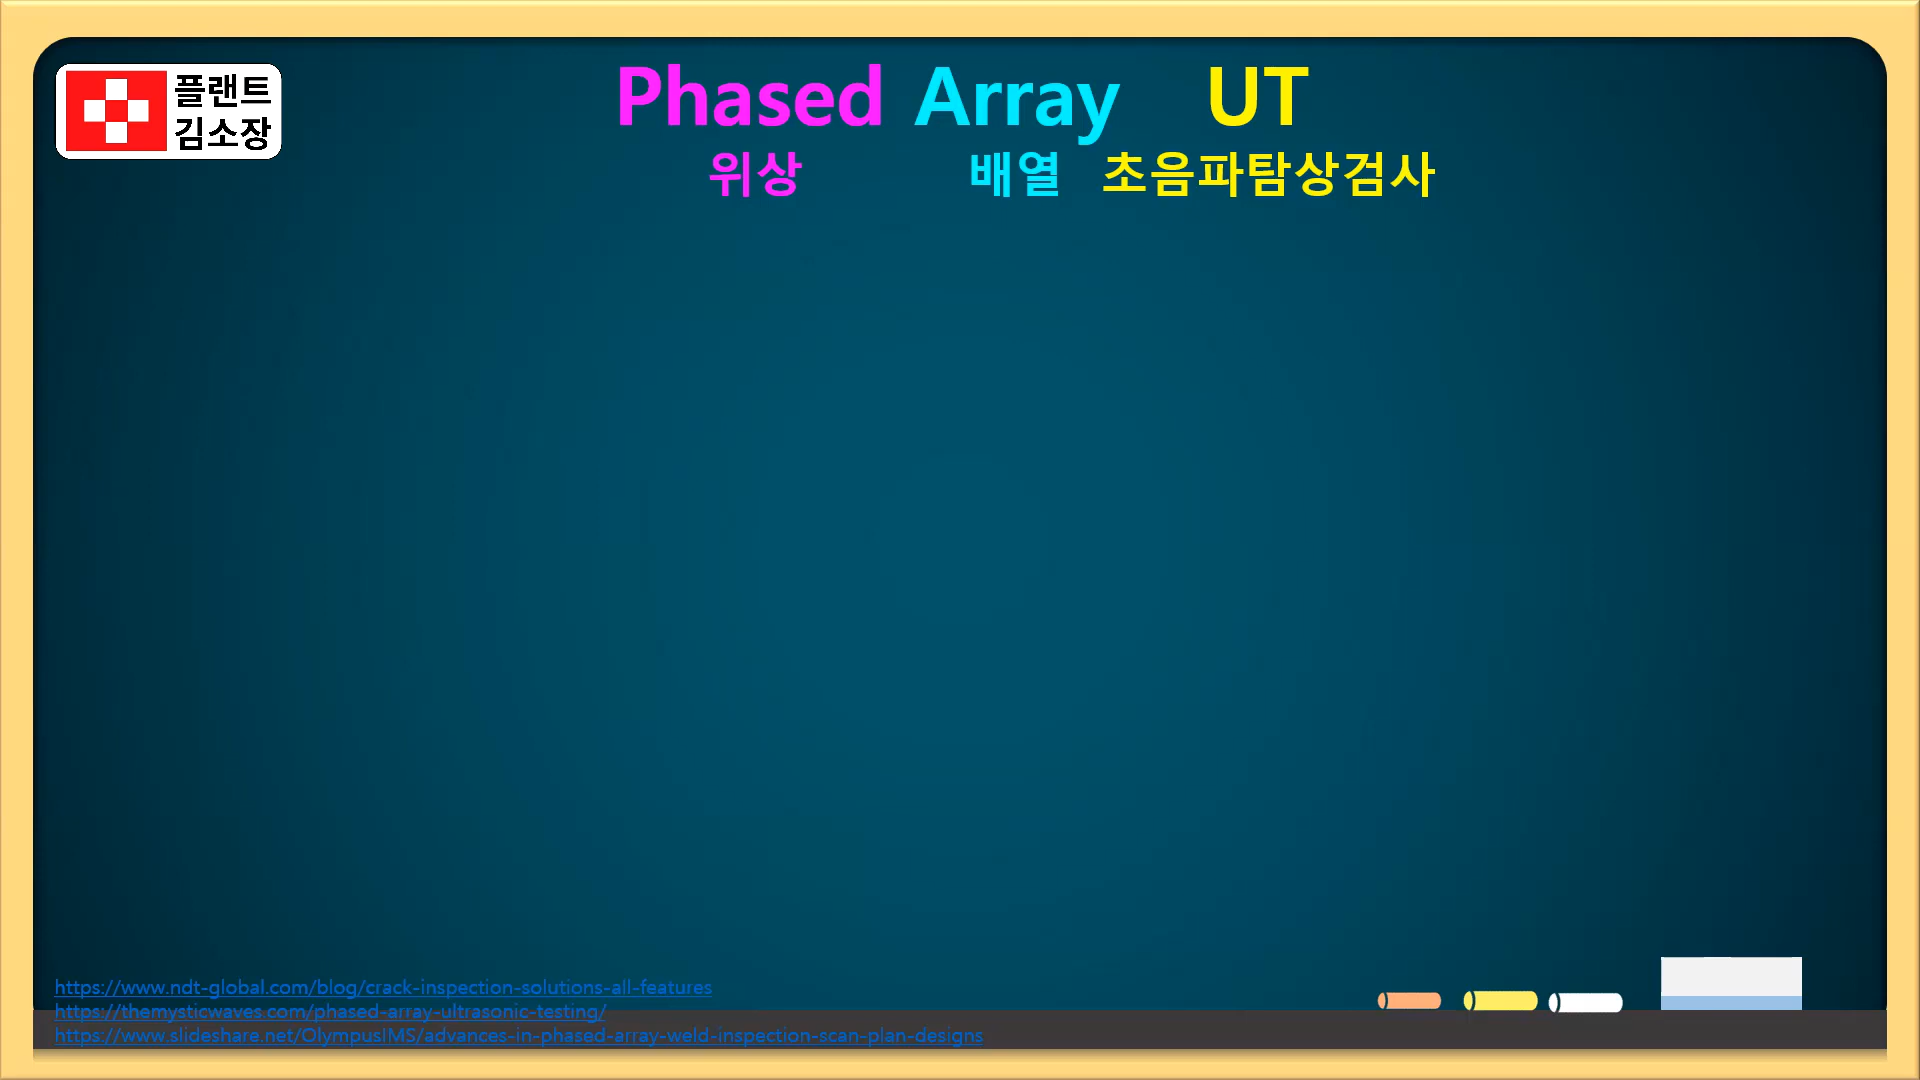 플랜트
김소장
Phased Array UT
위상 배열 초음파탐상검사
https://www.ndt-global.com/blog/crack-inspection-solutions-all-features
https://themysticwaves.com/phased-array-ultrasonic-testing/
https://www.slideshare.net/OlympusIMS/advances-in-phased-array-weld-inspection-scan-plan-designs